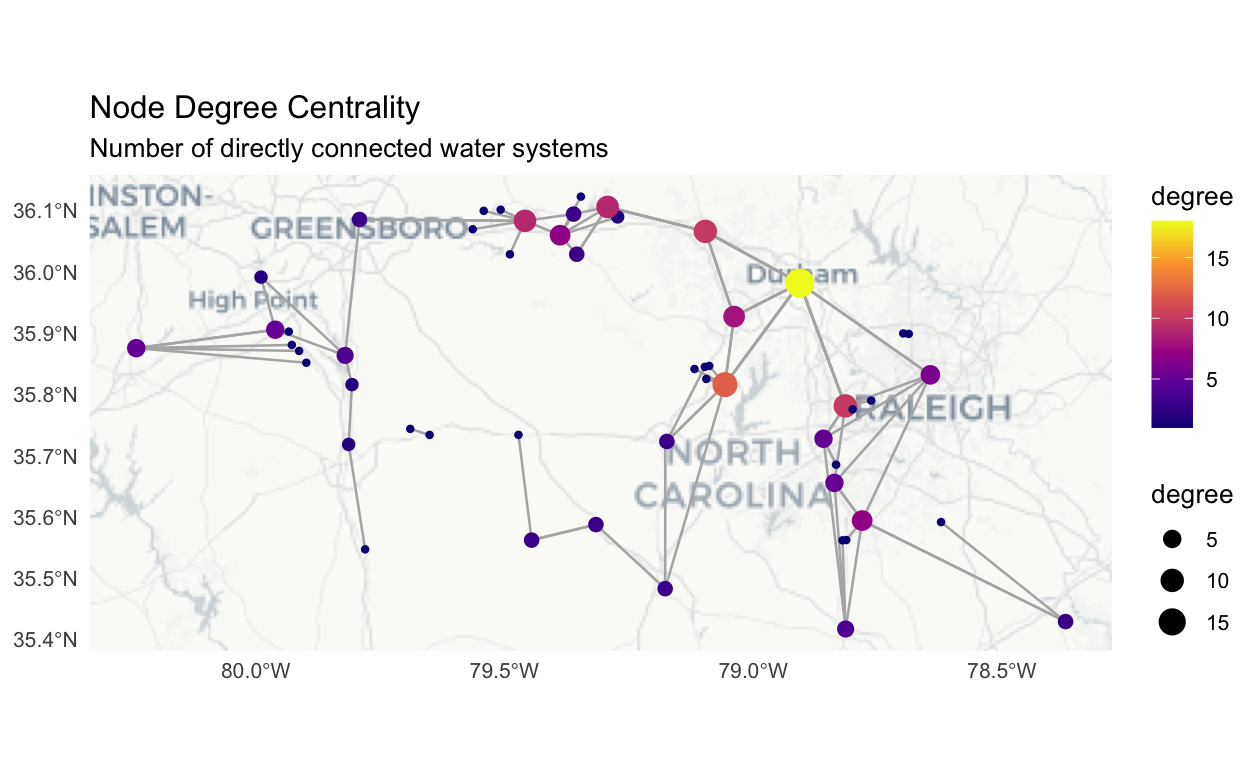 Node Degree Centrality
Number of directly connected water systems
INSTON-
SALEM
GREENSBORO
High Point
Durham
RALEIGH
NORTH
CAROLINA
36.1°N
36.0°N
35.9°N
35.8°N
35.7°N
35.6°N
35.5°N
35.4°N
80.0°W
79.5°W
79.0°W
78.5°W
degree
15
10
5
degree
5
10
15